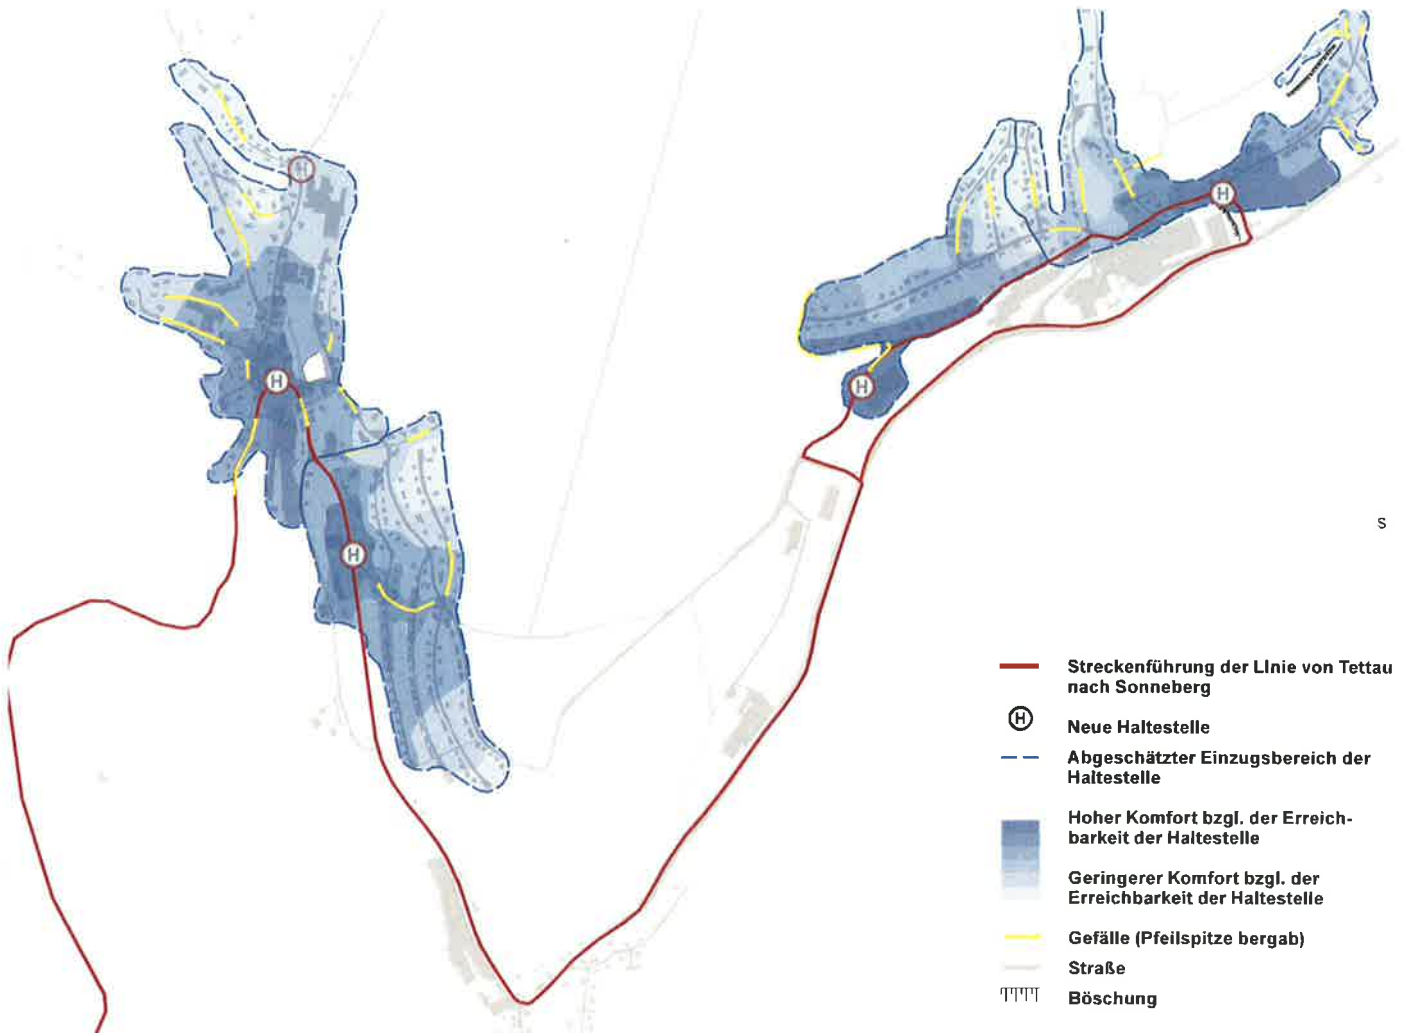 H
H
H
H
H
S
Streckenführung der LInie von Tettau
nach Sonneberg
H
Neue Haltestelle
Abgeschätzter Einzugsbereich der
Haltestelle
Hoher Komfort bzgl. der Erreich-
barkeit der Haltestelle
Geringerer Komfort bzgl. der
Erreichbarkeit der Haltestelle
Gefälle (Pfeilspitze bergab)
Straße
Böschung